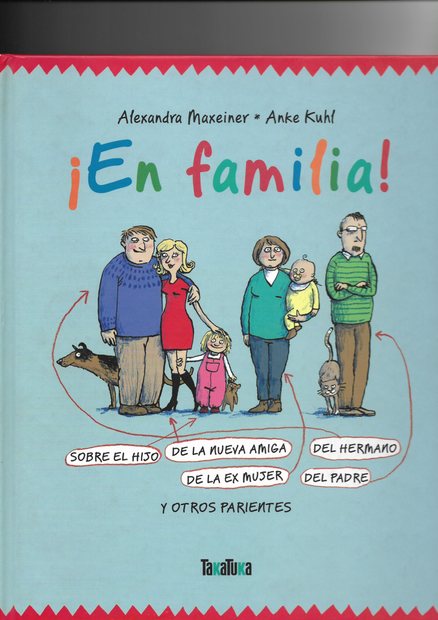 Alexandra Maxeiner * Anke Kuhl
¡En familia!
SOBRE EL HIJO
DE LA NUEVA AMIGA
DEL HERMANO
DE LA EX MUJER
DEL PADRE
Y OTROS PARIENTES
TAKATUKA